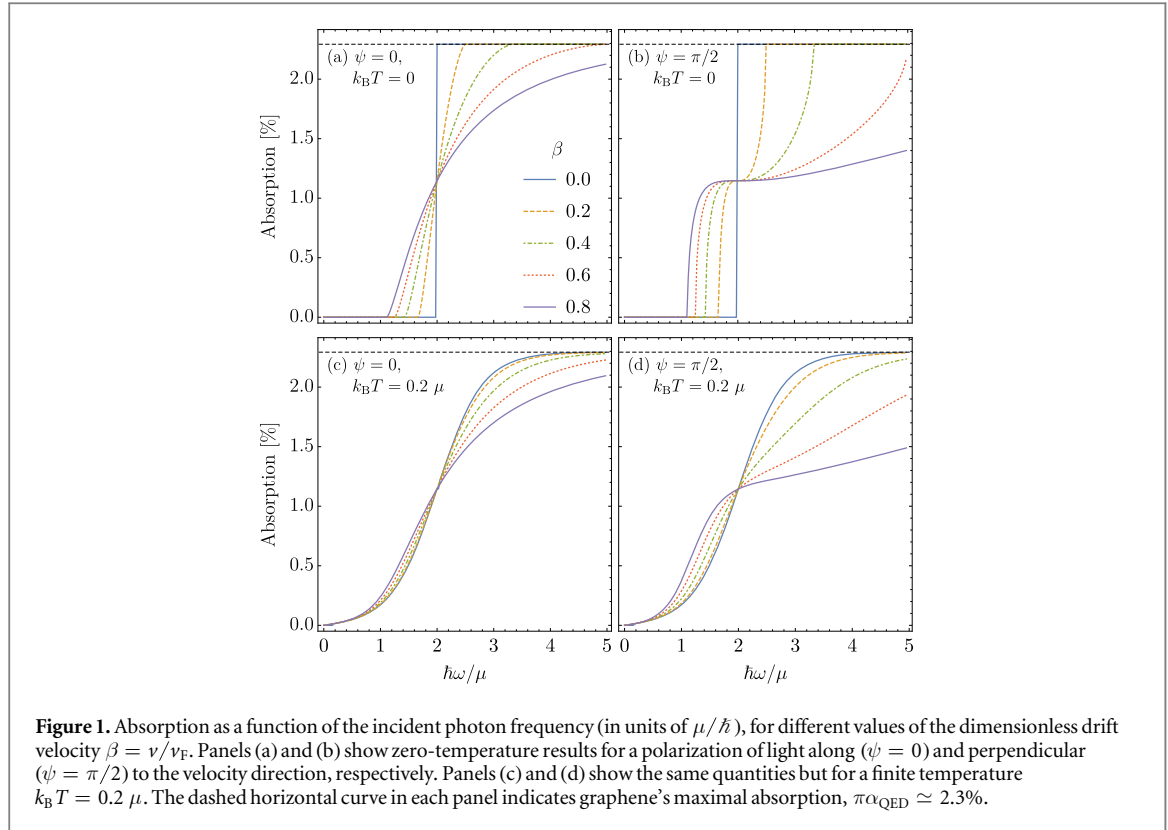 (a) ψ = 0,
k_B T = 0
(b) ψ = π/2
k_B T = 0
Absorption [%]
2.0
1.5
1.0
0.5
0.0
β
0.0
0.2
0.4
0.6
0.8
(c) ψ = 0,
k_B T = 0.2 μ
(d) ψ = π/2,
k_B T = 0.2 μ
Absorption [%]
2.0
1.5
1.0
0.5
0.0
0 1 2 3 4 5
0 1 2 3 4 5
ℏω/μ
ℏω/μ
Figure 1. Absorption as a function of the incident photon frequency (in units of μ/ℏ), for different values of the dimensionless drift
velocity β = v/v_F. Panels (a) and (b) show zero-temperature results for a polarization of light along (ψ = 0) and perpendicular
(ψ = π/2) to the velocity direction, respectively. Panels (c) and (d) show the same quantities but for a finite temperature
k_B T = 0.2 μ. The dashed horizontal curve in each panel indicates graphene's maximal absorption, πα_QED ≃ 2.3%.